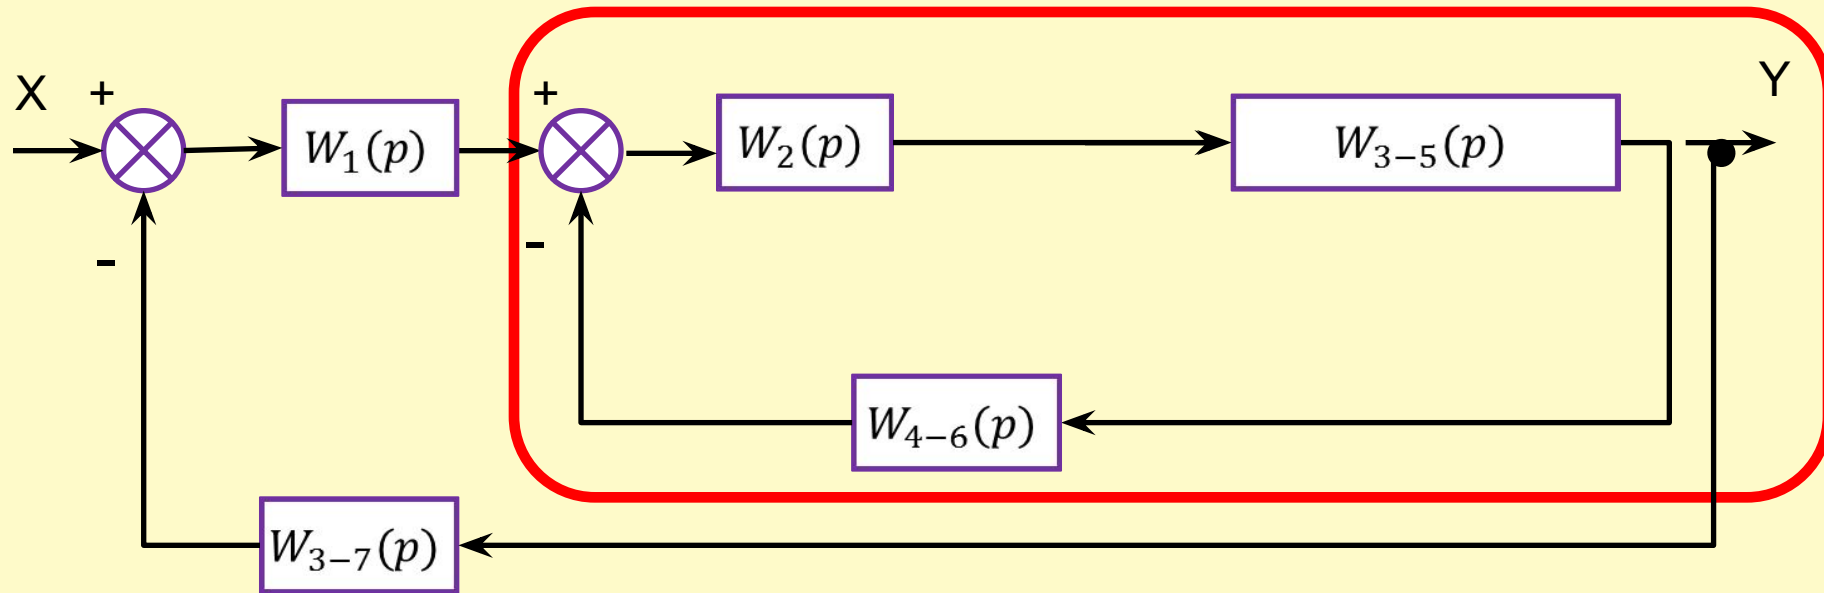 X
+
W₁(p)
+
W₂(p)
W₃₋₅(p)
Y
-
-
W₄₋₆(p)
W₃₋₇(p)